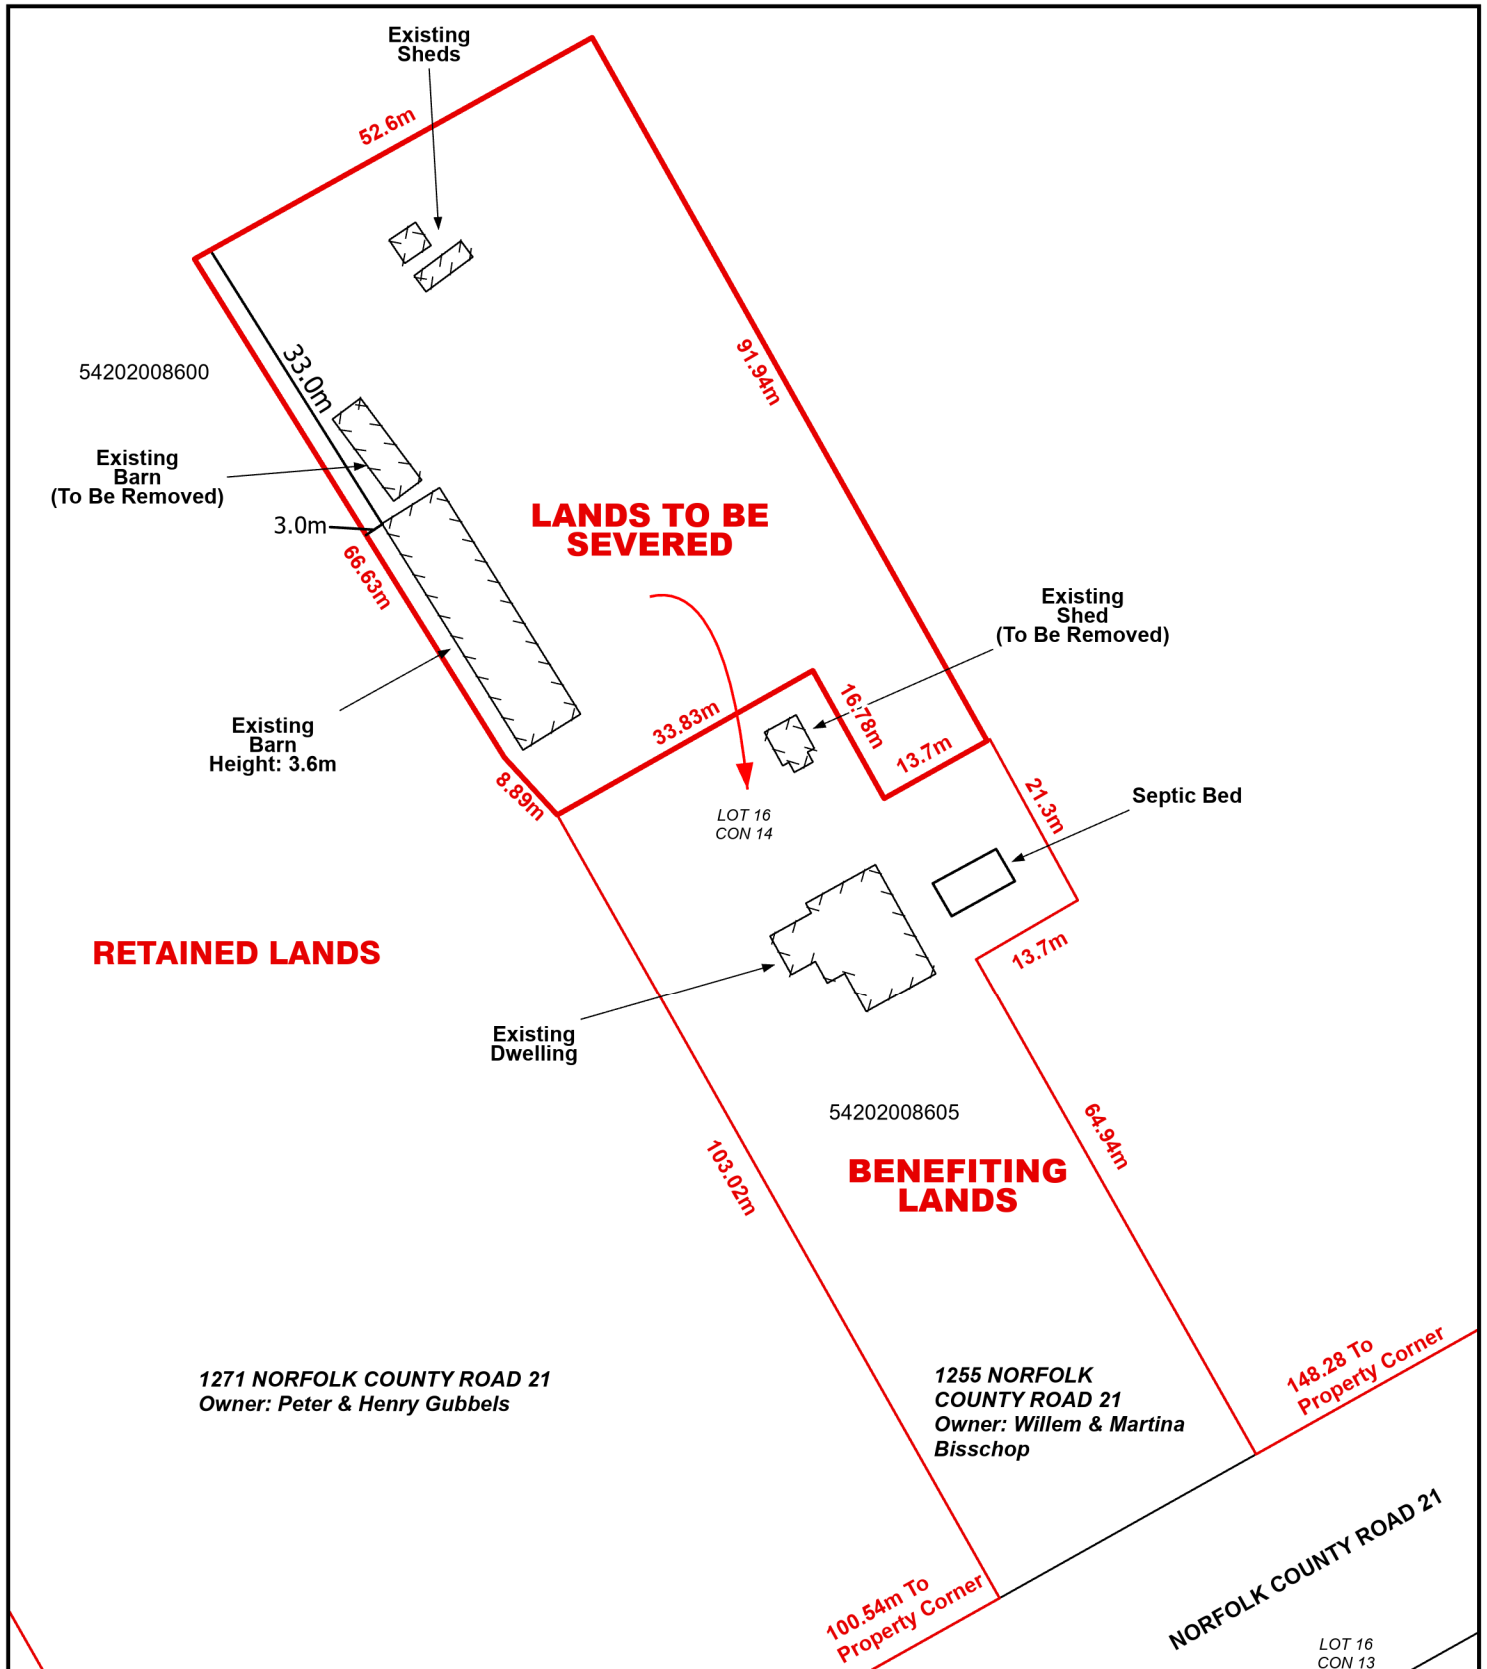 Existing
Sheds
52.6m
91.94m
33.0m
54202008600
Existing
Barn
(To Be Removed)
3.0m
66.63m
LANDS TO BE
SEVERED
Existing
Shed
(To Be Removed)
16.78m
33.83m
13.7m
Existing
Barn
Height: 3.6m
8.89m
21.3m
Septic Bed
LOT 16
CON 14
RETAINED LANDS
13.7m
Existing
Dwelling
54202008605
64.94m
103.02m
BENEFITING
LANDS
1271 NORFOLK COUNTY ROAD 21
Owner: Peter & Henry Gubbels
1255 NORFOLK
COUNTY ROAD 21
Owner: Willem & Martina
Bisschop
148.28 To
Property Corner
100.54m To
Property Corner
NORFOLK COUNTY ROAD 21
LOT 16
CON 13